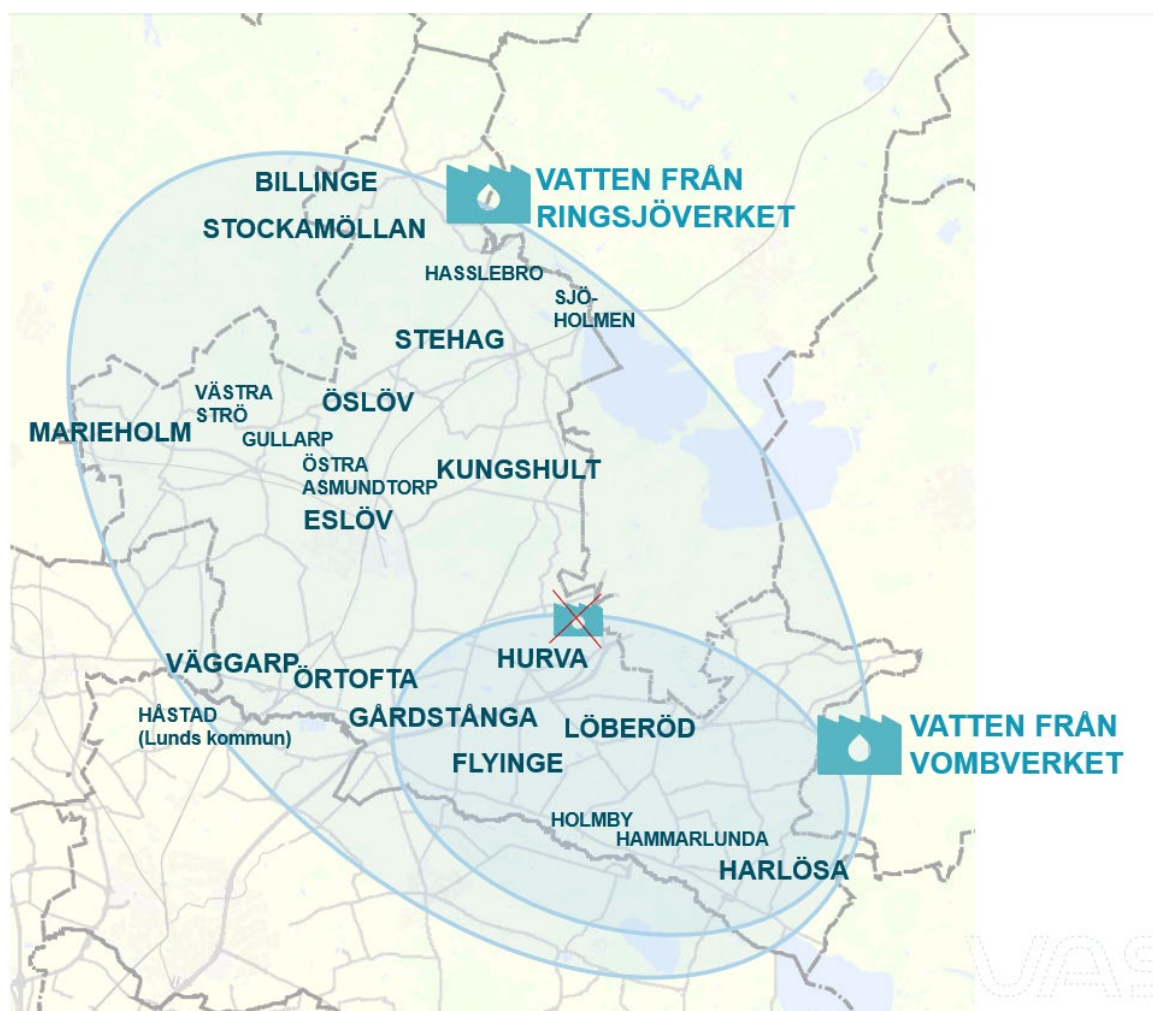 BILLINGE
VATTEN FRÅN
RINGSJÖVERKET
STOCKAMÖLLAN
HASSLEBRO
SJÖ-
HOLMEN
STEHAG
VÄSTRA
STRÖ
ÖSLÖV
MARIEHOLM
GULLARP
ÖSTRA
ASMUNDTORP
KUNGSHULT
ESLÖV
HURVA
VÄGGARP
ÖRTOFTA
HÅSTAD
(Lunds kommun)
GÅRDSTÅNGA
LÖBERÖD
VATTEN FRÅN
VOMBVERKET
FLYINGE
HOLMBY
HAMMARLUNDA
HARLÖSA
VAS